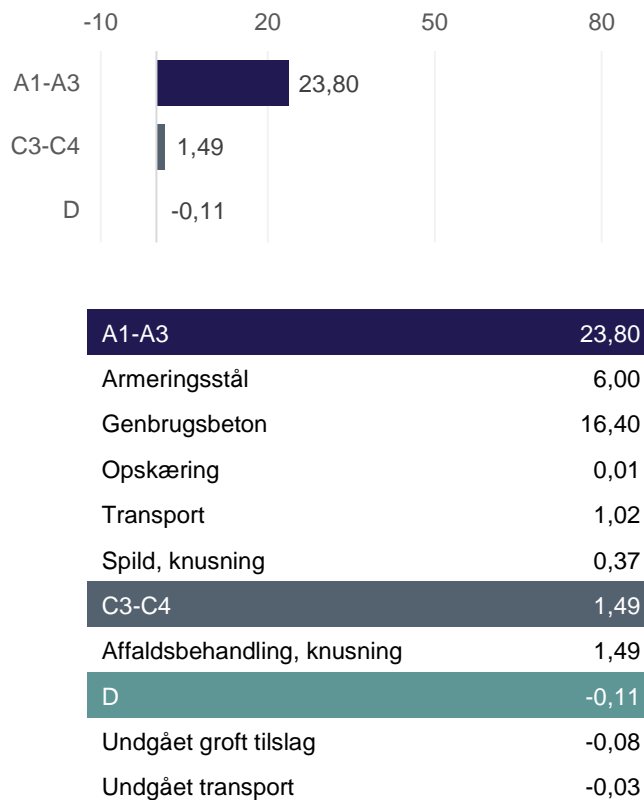 -10 20 50 80
A1-A3 23,80
C3-C4 1,49
D -0,11
A1-A3 23,80
Armeringsstål 6,00
Genbrugsbeton 16,40
Opskæring 0,01
Transport 1,02
Spild, knusning 0,37
C3-C4 1,49
Affaldsbehandling, knusning 1,49
D -0,11
Undgået groft tilslag -0,08
Undgået transport -0,03